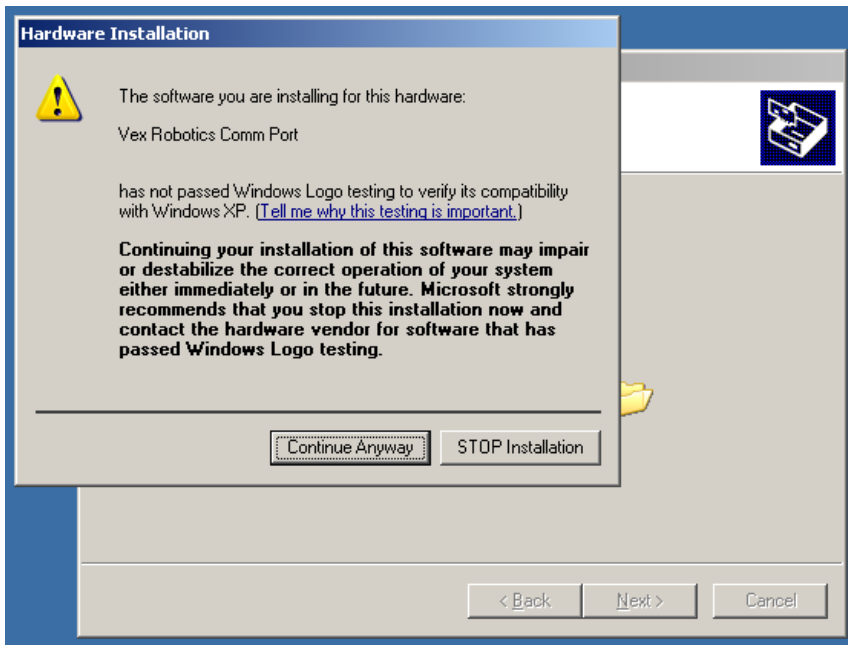 Hardware Installation
The software you are installing for this hardware:
Vex Robotics Comm Port
has not passed Windows Logo testing to verify its compatibility
with Windows XP. (Tell me why this testing is important.)
Continuing your installation of this software may impair
or destabilize the correct operation of your system
either immediately or in the future. Microsoft strongly
recommends that you stop this installation now and
contact the hardware vendor for software that has
passed Windows Logo testing.
Continue Anyway
STOP Installation
< Back
Next >
Cancel